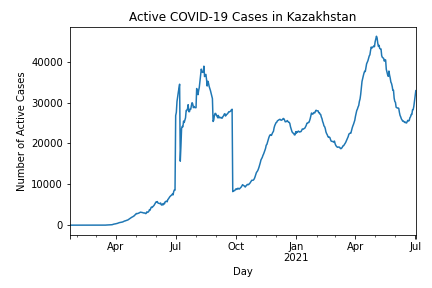 Active COVID-19 Cases in Kazakhstan
Number of Active Cases
40000
30000
20000
10000
0
Apr Jul Oct Jan Apr Jul
2021
Day